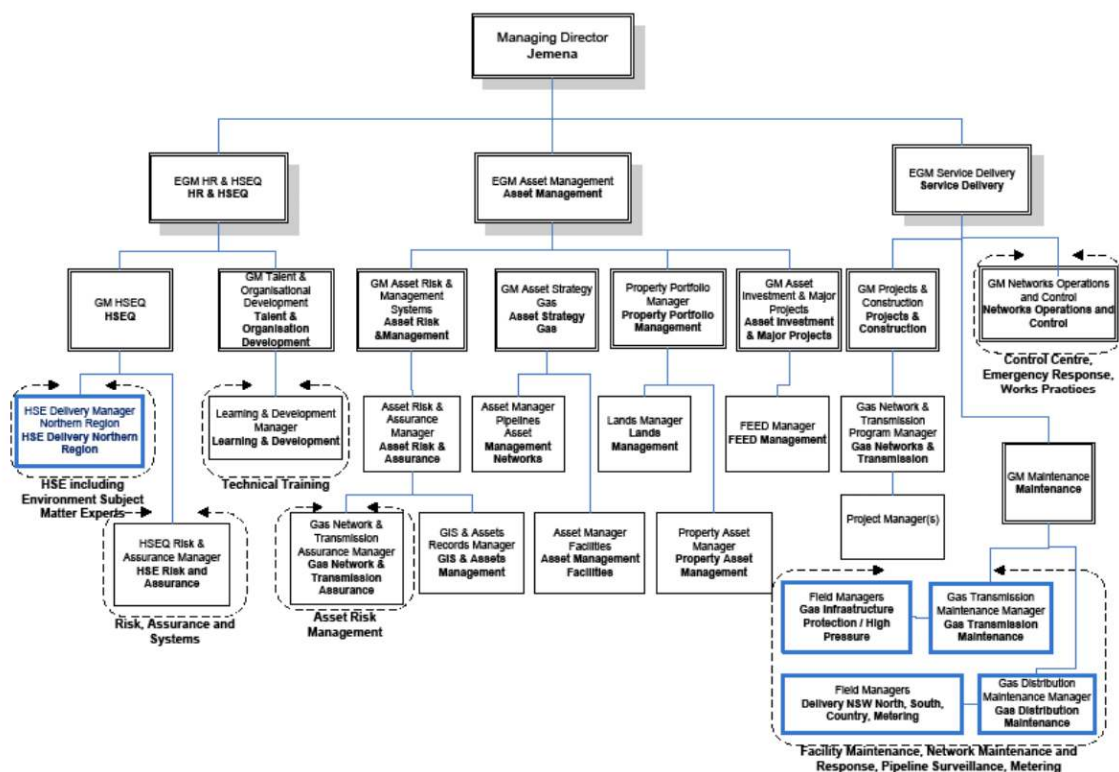 Managing Director
Jemena
EGM HR & HSEQ
HR & HSEQ
EGM Asset Management
Asset Management
EGM Service Delivery
Service Delivery
GM HSEQ
HSEQ
GM Talent &
Organisational
Development
Talent &
Organisation
Development
GM Asset Risk &
Management
Systems
Asset Risk
&Management
GM Asset Strategy
Gas
Asset Strategy
Gas
Property Portfolio
Manager
Property Portfolio
Management
GM Asset
Investment & Major
Projects
Asset Investment
& Major Projects
GM Projects &
Construction
Projects &
Construction
GM Networks Operations
and Control
Networks Operations and
Control
Control Centre,
Emergency Response,
Works Practices
HSE Delivery Manager
Northern Region
HSE Delivery Northern
Region
HSE including
Environment Subject
Matter Experts
Learning & Development
Manager
Learning & Development
Technical Training
Asset Risk &
Assurance
Manager
Asset Risk &
Assurance
Asset Manager
Pipelines
Asset
Management
Networks
Lands Manager
Lands
Management
FEED Manager
FEED Management
Gas Network &
Transmission
Program Manager
Gas Networks &
Transmission
GM Maintenance
Maintenance
HSEQ Risk &
Assurance Manager
HSE Risk and
Assurance
Risk, Assurance and
Systems
Gas Network &
Transmission
Assurance Manager
Gas Network &
Transmission
Assurance
Asset Risk
Management
GIS & Assets
Records Manager
GIS & Assets
Management
Asset Manager
Facilities
Asset Management
Facilities
Property Asset
Manager
Property Asset
Management
Project Manager(s)
Field Managers
Gas Infrastructure
Protection / High
Pressure
Gas Transmission
Maintenance Manager
Gas Transmission
Maintenance
Field Managers
Delivery NSW North, South,
Country, Metering
Gas Distribution
Maintenance Manager
Gas Distribution
Maintenance
Facility Maintenance, Network Maintenance and
Response, Pipeline Surveillance, Metering